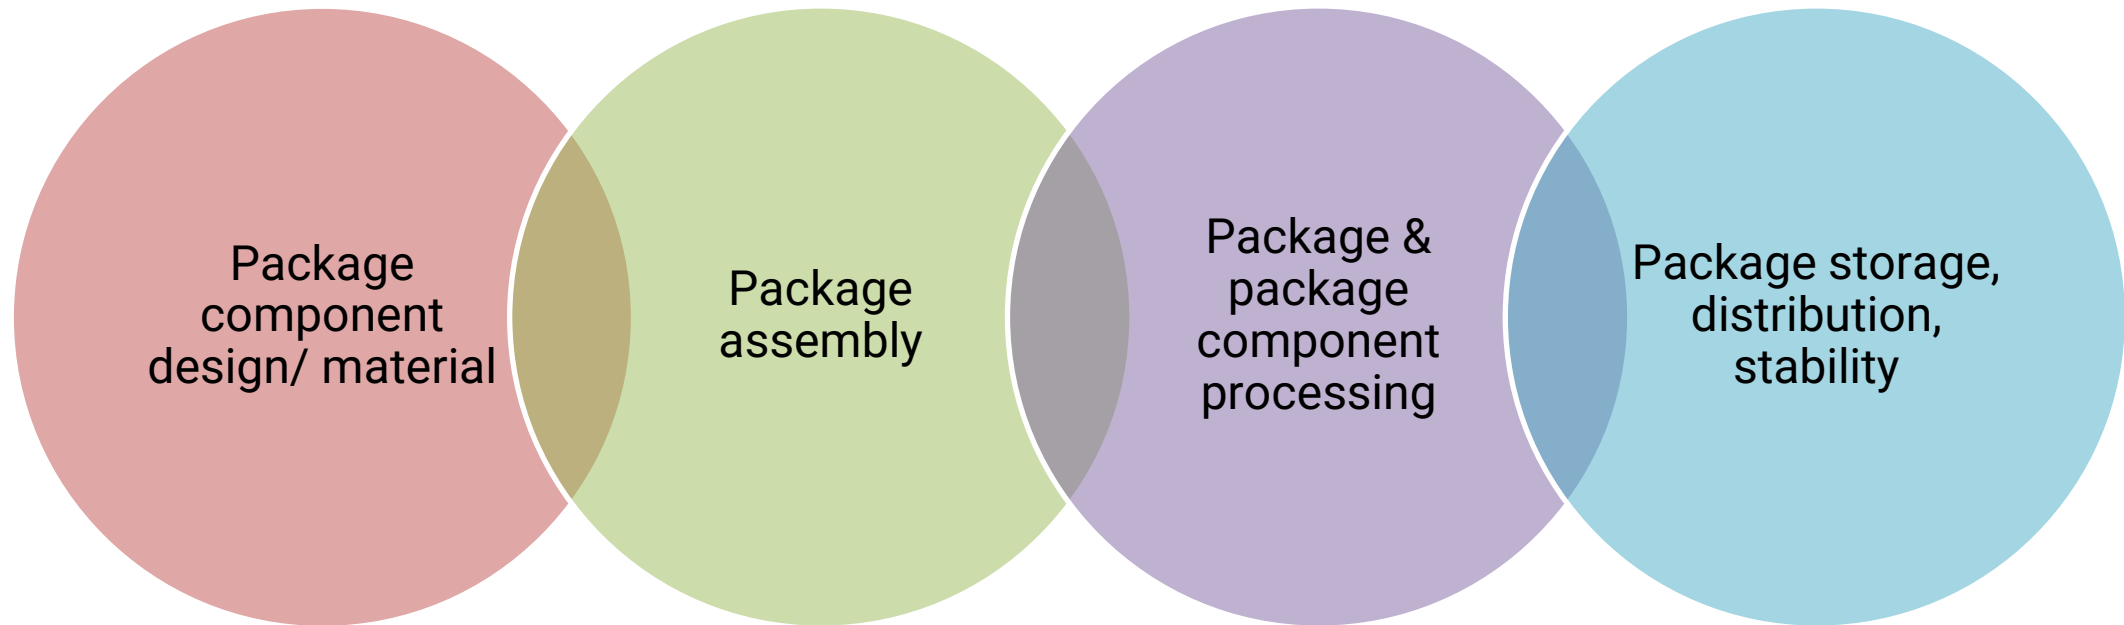 Package
component
design/ material
Package
assembly
Package &
package
component
processing
Package storage,
distribution,
stability